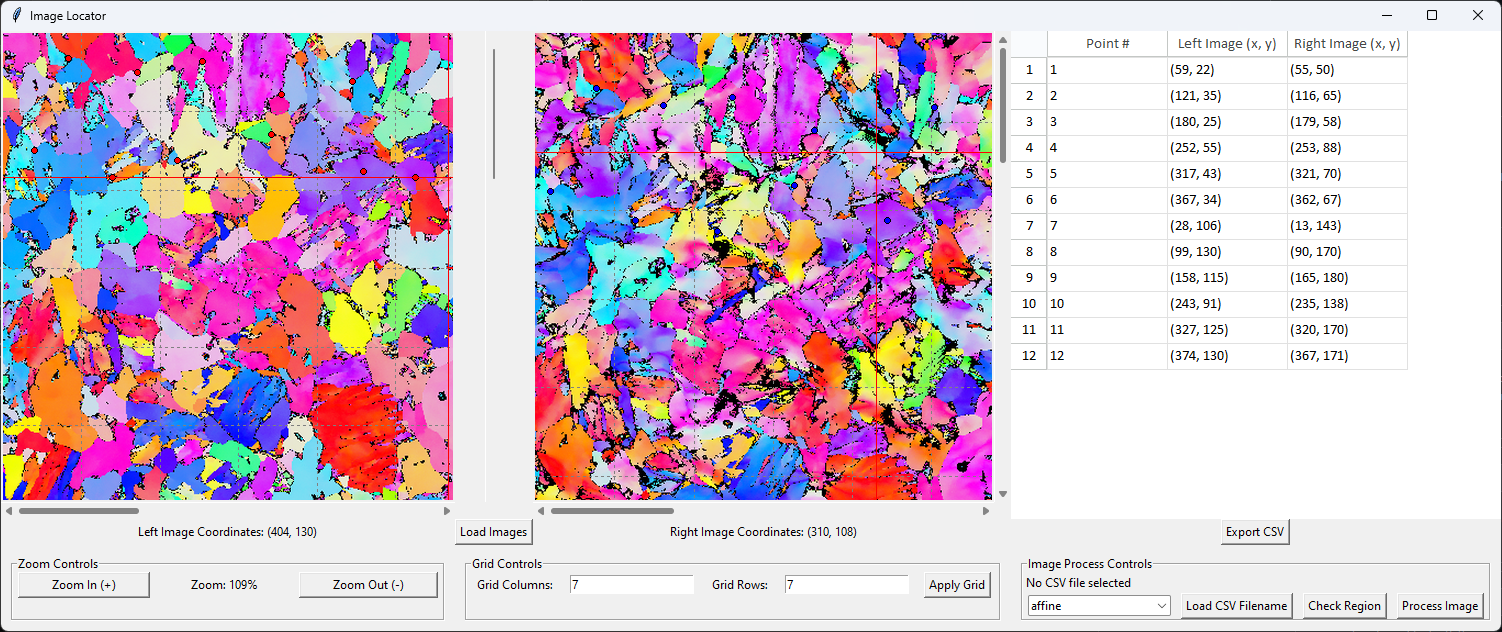 Image Locator
Point # Left Image (x, y) Right Image (x, y)
1 1 (59, 22) (55, 50)
2 2 (121, 35) (116, 65)
3 3 (180, 25) (179, 58)
4 4 (252, 55) (253, 88)
5 5 (317, 43) (321, 70)
6 6 (367, 34) (362, 67)
7 7 (28, 106) (13, 143)
8 8 (99, 130) (90, 170)
9 9 (158, 115) (165, 180)
10 10 (243, 91) (235, 138)
11 11 (327, 125) (320, 170)
12 12 (374, 130) (367, 171)
Left Image Coordinates: (404, 130) Load Images Right Image Coordinates: (310, 108) Export CSV
Zoom Controls Grid Controls Image Process Controls
No CSV file selected
Zoom In (+) Zoom: 109% Zoom Out (-) Grid Columns: 7 Grid Rows: 7 Apply Grid
affine Load CSV Filename Check Region Process Image